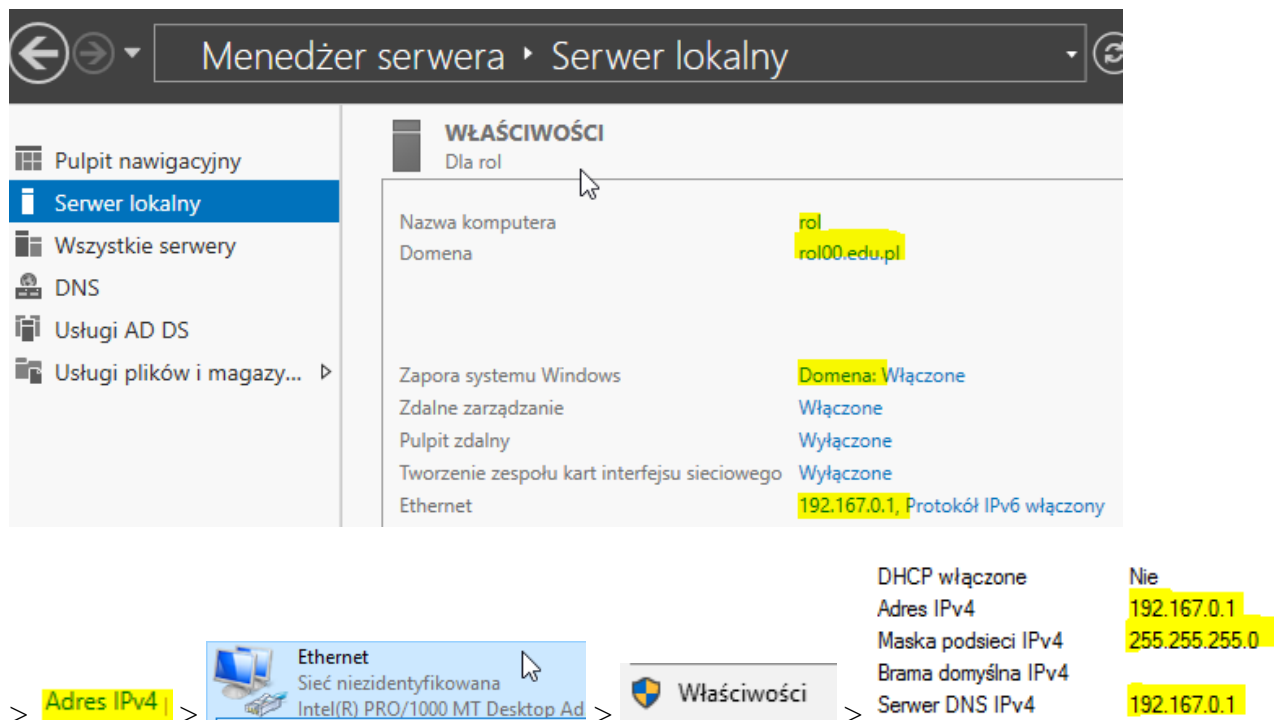 Menedżer serwera ‣ Serwer lokalny
Pulpit nawigacyjny
Serwer lokalny
Wszystkie serwery
DNS
Usługi AD DS
Usługi plików i magazy...
WŁAŚCIWOŚCI
Dla rol
Nazwa komputera rol
Domena rol00.edu.pl
Zapora systemu Windows Domena: Włączone
Zdalne zarządzanie Włączone
Pulpit zdalny Wyłączone
Tworzenie zespołu kart interfejsu sieciowego Wyłączone
Ethernet 192.167.0.1, Protokół IPv6 włączony
> Adres IPv4 >
Ethernet
Sieć niezidentyfikowana
Intel(R) PRO/1000 MT Desktop Ad
> Właściwości >
DHCP włączone Nie
Adres IPv4 192.167.0.1
Maska podsieci IPv4 255.255.255.0
Brama domyślna IPv4
Serwer DNS IPv4 192.167.0.1